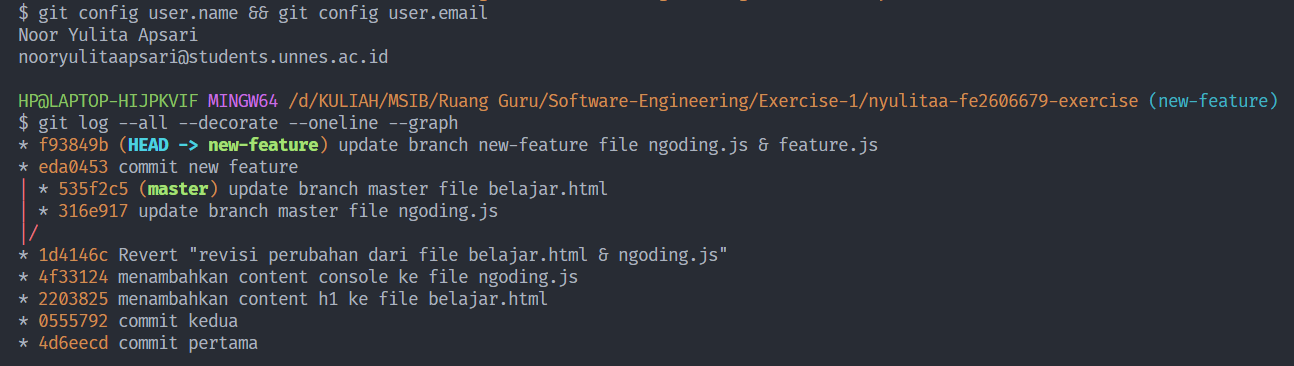 $ git config user.name && git config user.email
Noor Yulita Apsari
nooryulitaapsari@students.unnes.ac.id
HP@LAPTOP-HIJPKVIF MINGW64 /d/KULIAH/MSIB/Ruang Guru/Software-Engineering/Exercise-1/nyulitaa-fe2606679-exercise (new-feature)
$ git log --all --decorate --oneline --graph
* f93849b (HEAD -> new-feature) update branch new-feature file ngoding.js & feature.js
* eda0453 commit new feature
| * 535f2c5 (master) update branch master file belajar.html
| * 316e917 update branch master file ngoding.js
|/
* 1d4146c Revert "revisi perubahan dari file belajar.html & ngoding.js"
* 4f33124 menambahkan content console ke file ngoding.js
* 2203825 menambahkan content h1 ke file belajar.html
* 0555792 commit kedua
* 4d6eecd commit pertama